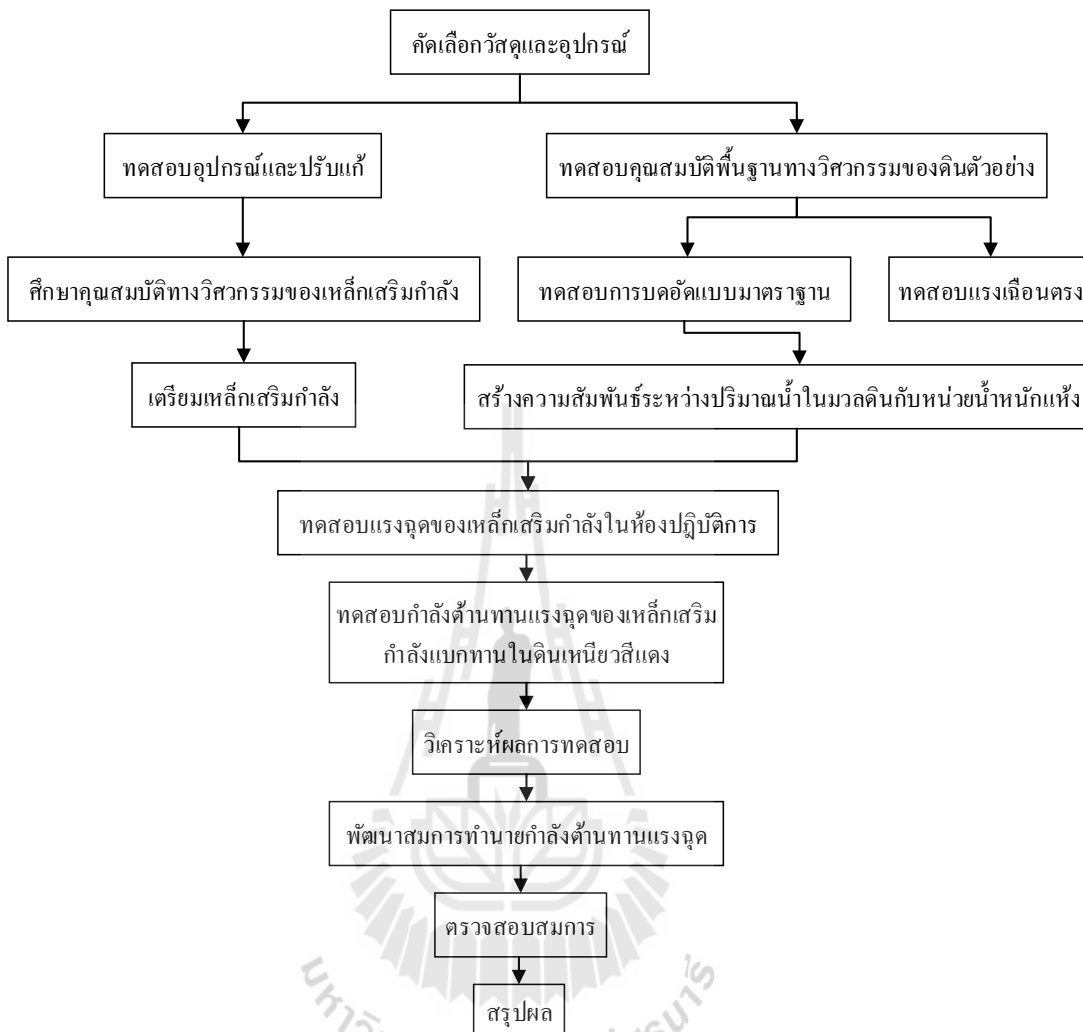 คัดเลือกวัสดุและอุปกรณ์
ทดสอบอุปกรณ์และปรับแก้
ทดสอบคุณสมบัติพื้นฐานทางวิศวกรรมของดินตัวอย่าง
ศึกษาคุณสมบัติทางวิศวกรรมของเหล็กเสริมกำลัง
ทดสอบการบดอัดแบบมาตราฐาน
ทดสอบแรงเฉือนตรง
เตรียมเหล็กเสริมกำลัง
สร้างความสัมพันธ์ระหว่างปริมาณน้ำในมวลดินกับหน่วยน้ำหนักแห้ง
ทดสอบแรงฉุดของเหล็กเสริมกำลังในห้องปฎิบัติการ
ทดสอบกำลังต้านทานแรงฉุดของเหล็กเสริม
กำลังแบกทานในดินเหนียวสีแดง
วิเคราะห์ผลการทดสอบ
พัฒนาสมการทำนายกำลังต้านทานแรงฉุด
ตรวจสอบสมการ
สรุปผล